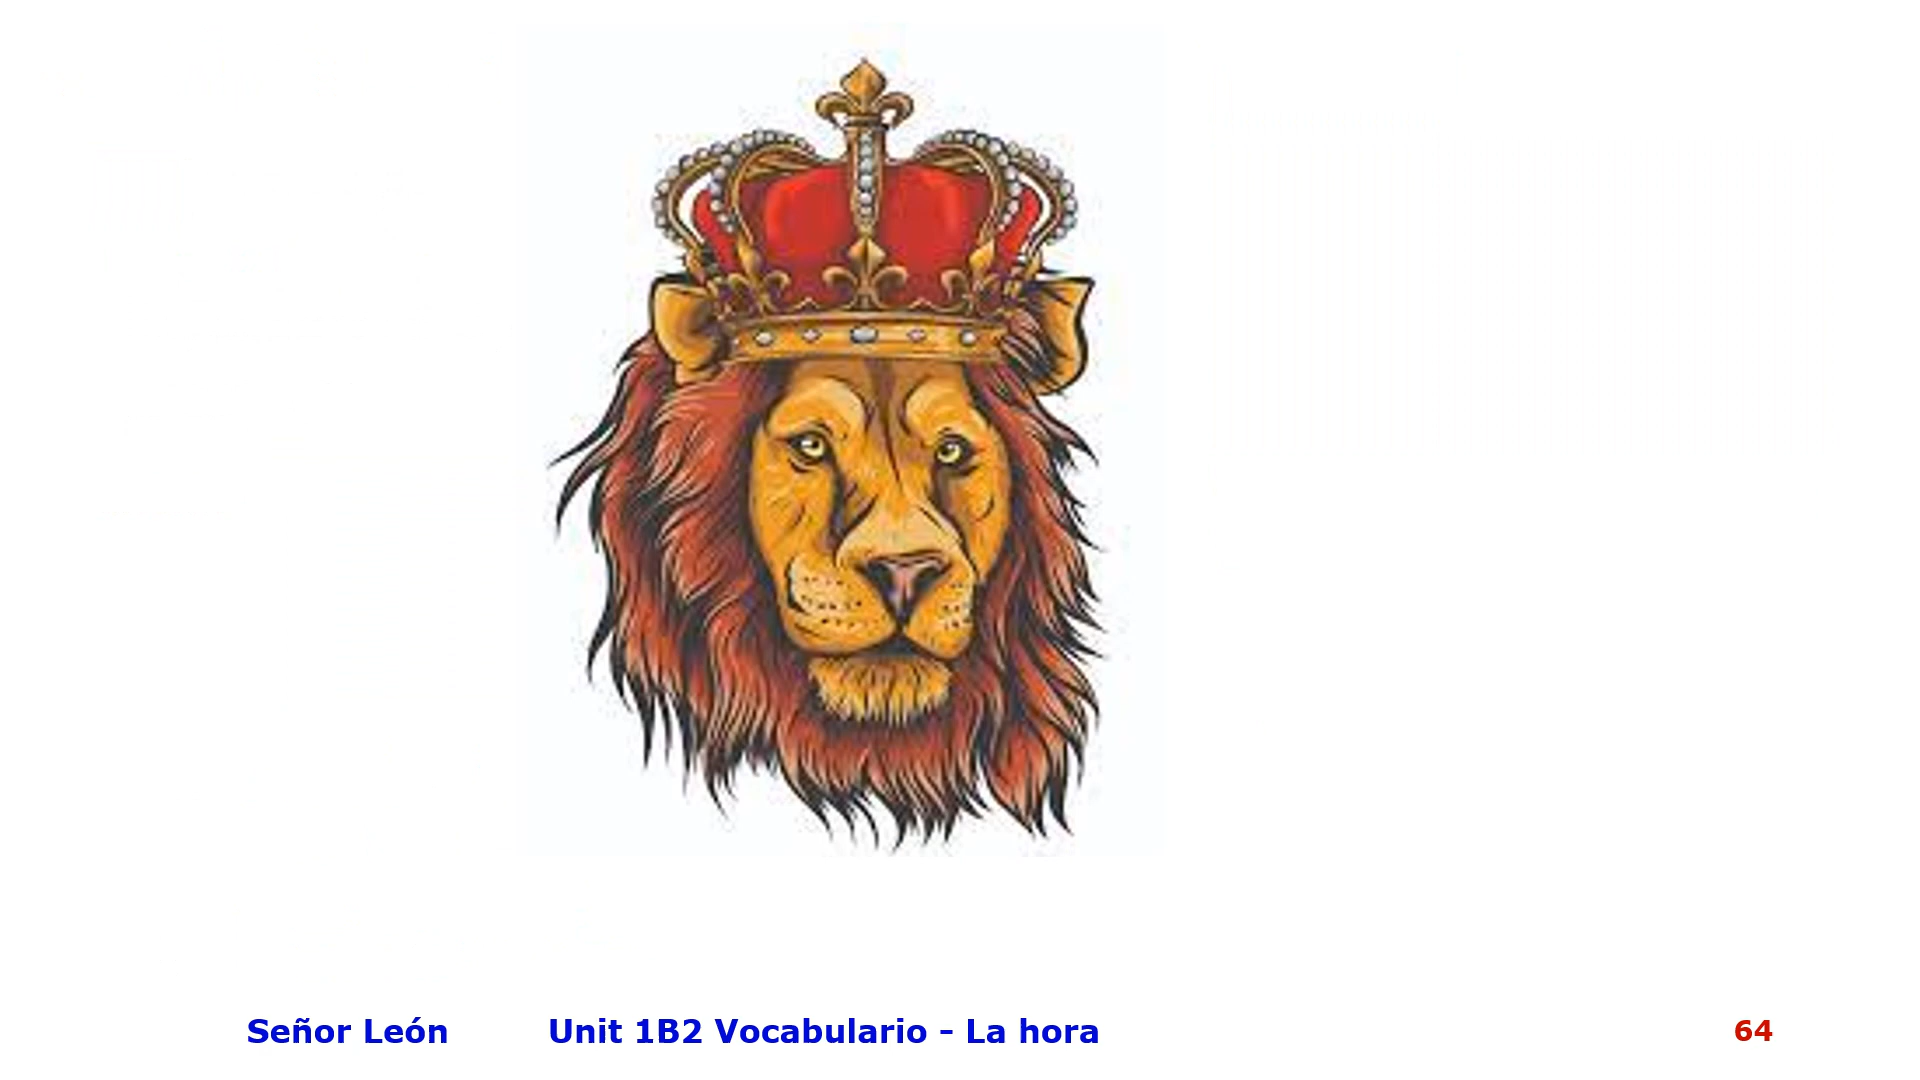 Señor León Unit 1B2 Vocabulario – La hora 64